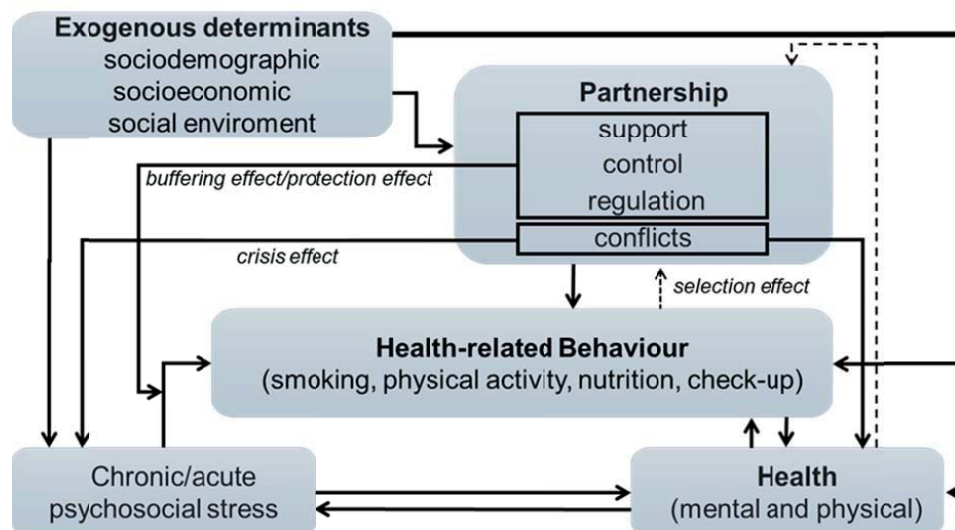 Exogenous determinants
sociodemographic
socioeconomic
social enviroment
Partnership
support
control
regulation
conflicts
buffering effect/protection effect
crisis effect
selection effect
Health-related Behaviour
(smoking, physical activity, nutrition, check-up)
Chronic/acute
psychosocial stress
Health
(mental and physical)